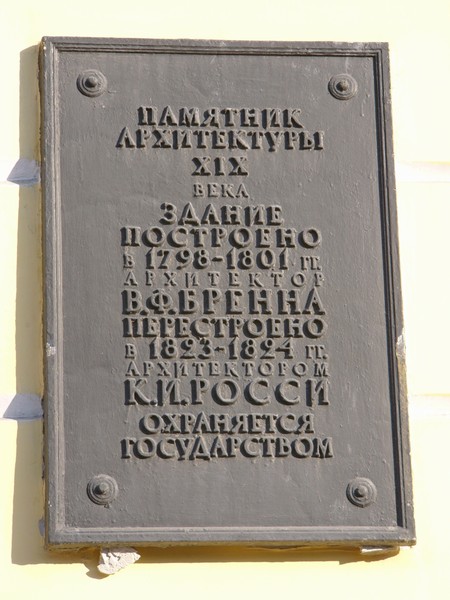 ПАМЯТНИК
АРХИТЕКТУРЫ
XIX
ВЕКА
ЗДАНИЕ
ПОСТРОЕНО
В 1798-1801 ГГ.
АРХИТЕКТОР
В.Ф.БРЕННА
ПЕРЕСТРОЕНО
В 1823-1824 ГГ.
АРХИТЕКТОРОМ
К.И.РОССИ
ОХРАНЯЕТСЯ
ГОСУДАРСТВОМ